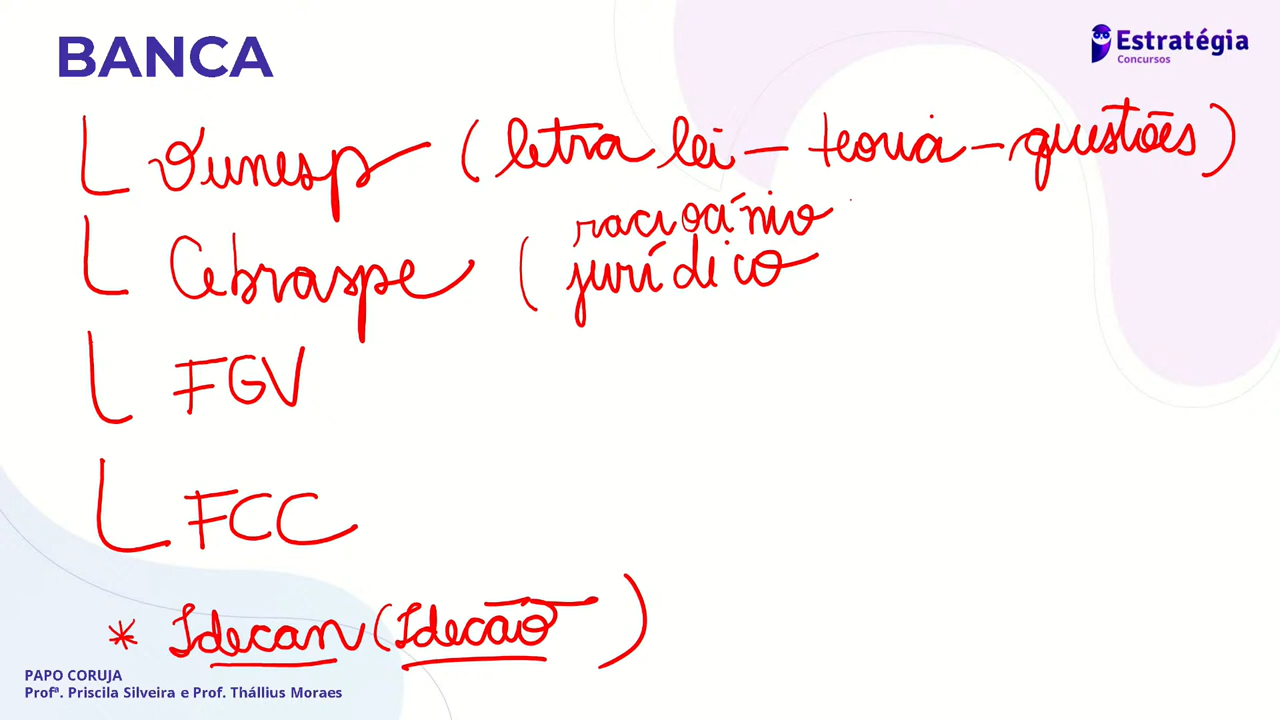 BANCA
Estratégia
Concursos
Vunesp (letra lei - teoria - questões)
Cebraspe (raciocínio
jurídico
FGV
FCC
* Idecan (Idecão)
PAPO CORUJA
Profª. Priscila Silveira e Prof. Thállius Moraes